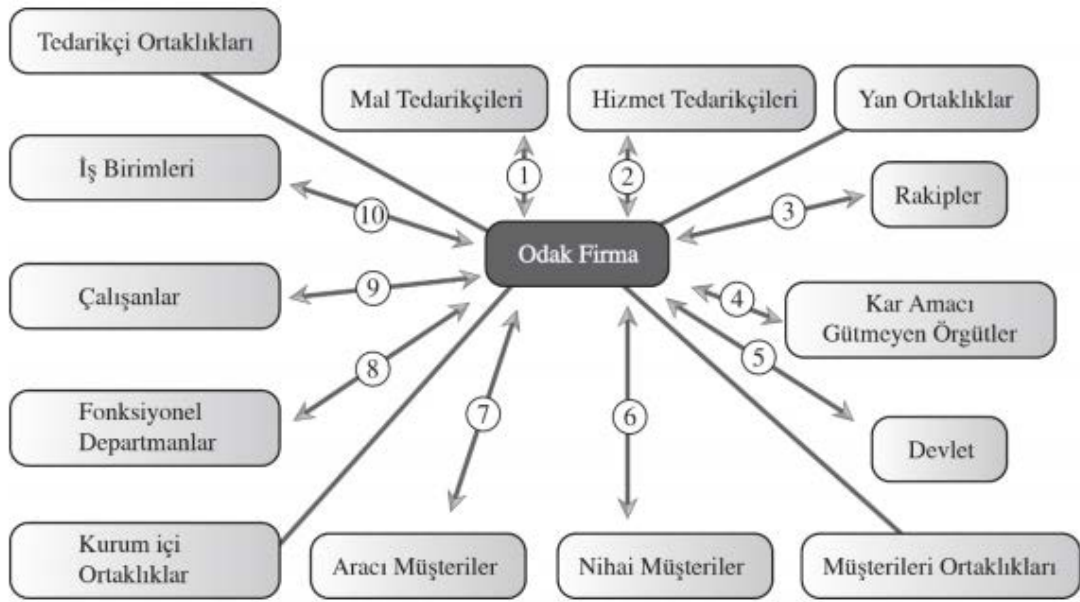 Tedarikçi Ortaklıkları
Mal Tedarikçileri
Hizmet Tedarikçileri
Yan Ortaklıklar
İş Birimleri
1
2
3
Rakipler
10
Odak Firma
Çalışanlar
9
4
Kar Amacı
Gütmeyen Örgütler
8
5
Fonksiyonel
Departmanlar
7
6
Devlet
Kurum içi
Ortaklıklar
Aracı Müşteriler
Nihai Müşteriler
Müşterileri Ortaklıkları